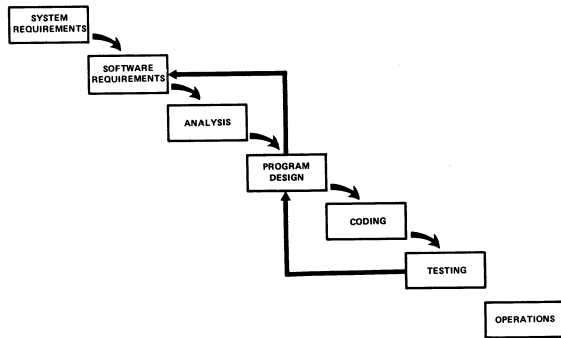 SYSTEM
REQUIREMENTS
SOFTWARE
REQUIREMENTS
ANALYSIS
PROGRAM
DESIGN
CODING
TESTING
OPERATIONS